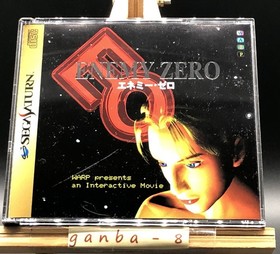 SEGA SATURN
ENEMY ZERO
エネミー・ゼロ
WARP presents
an Interactive Movie
ganba-8